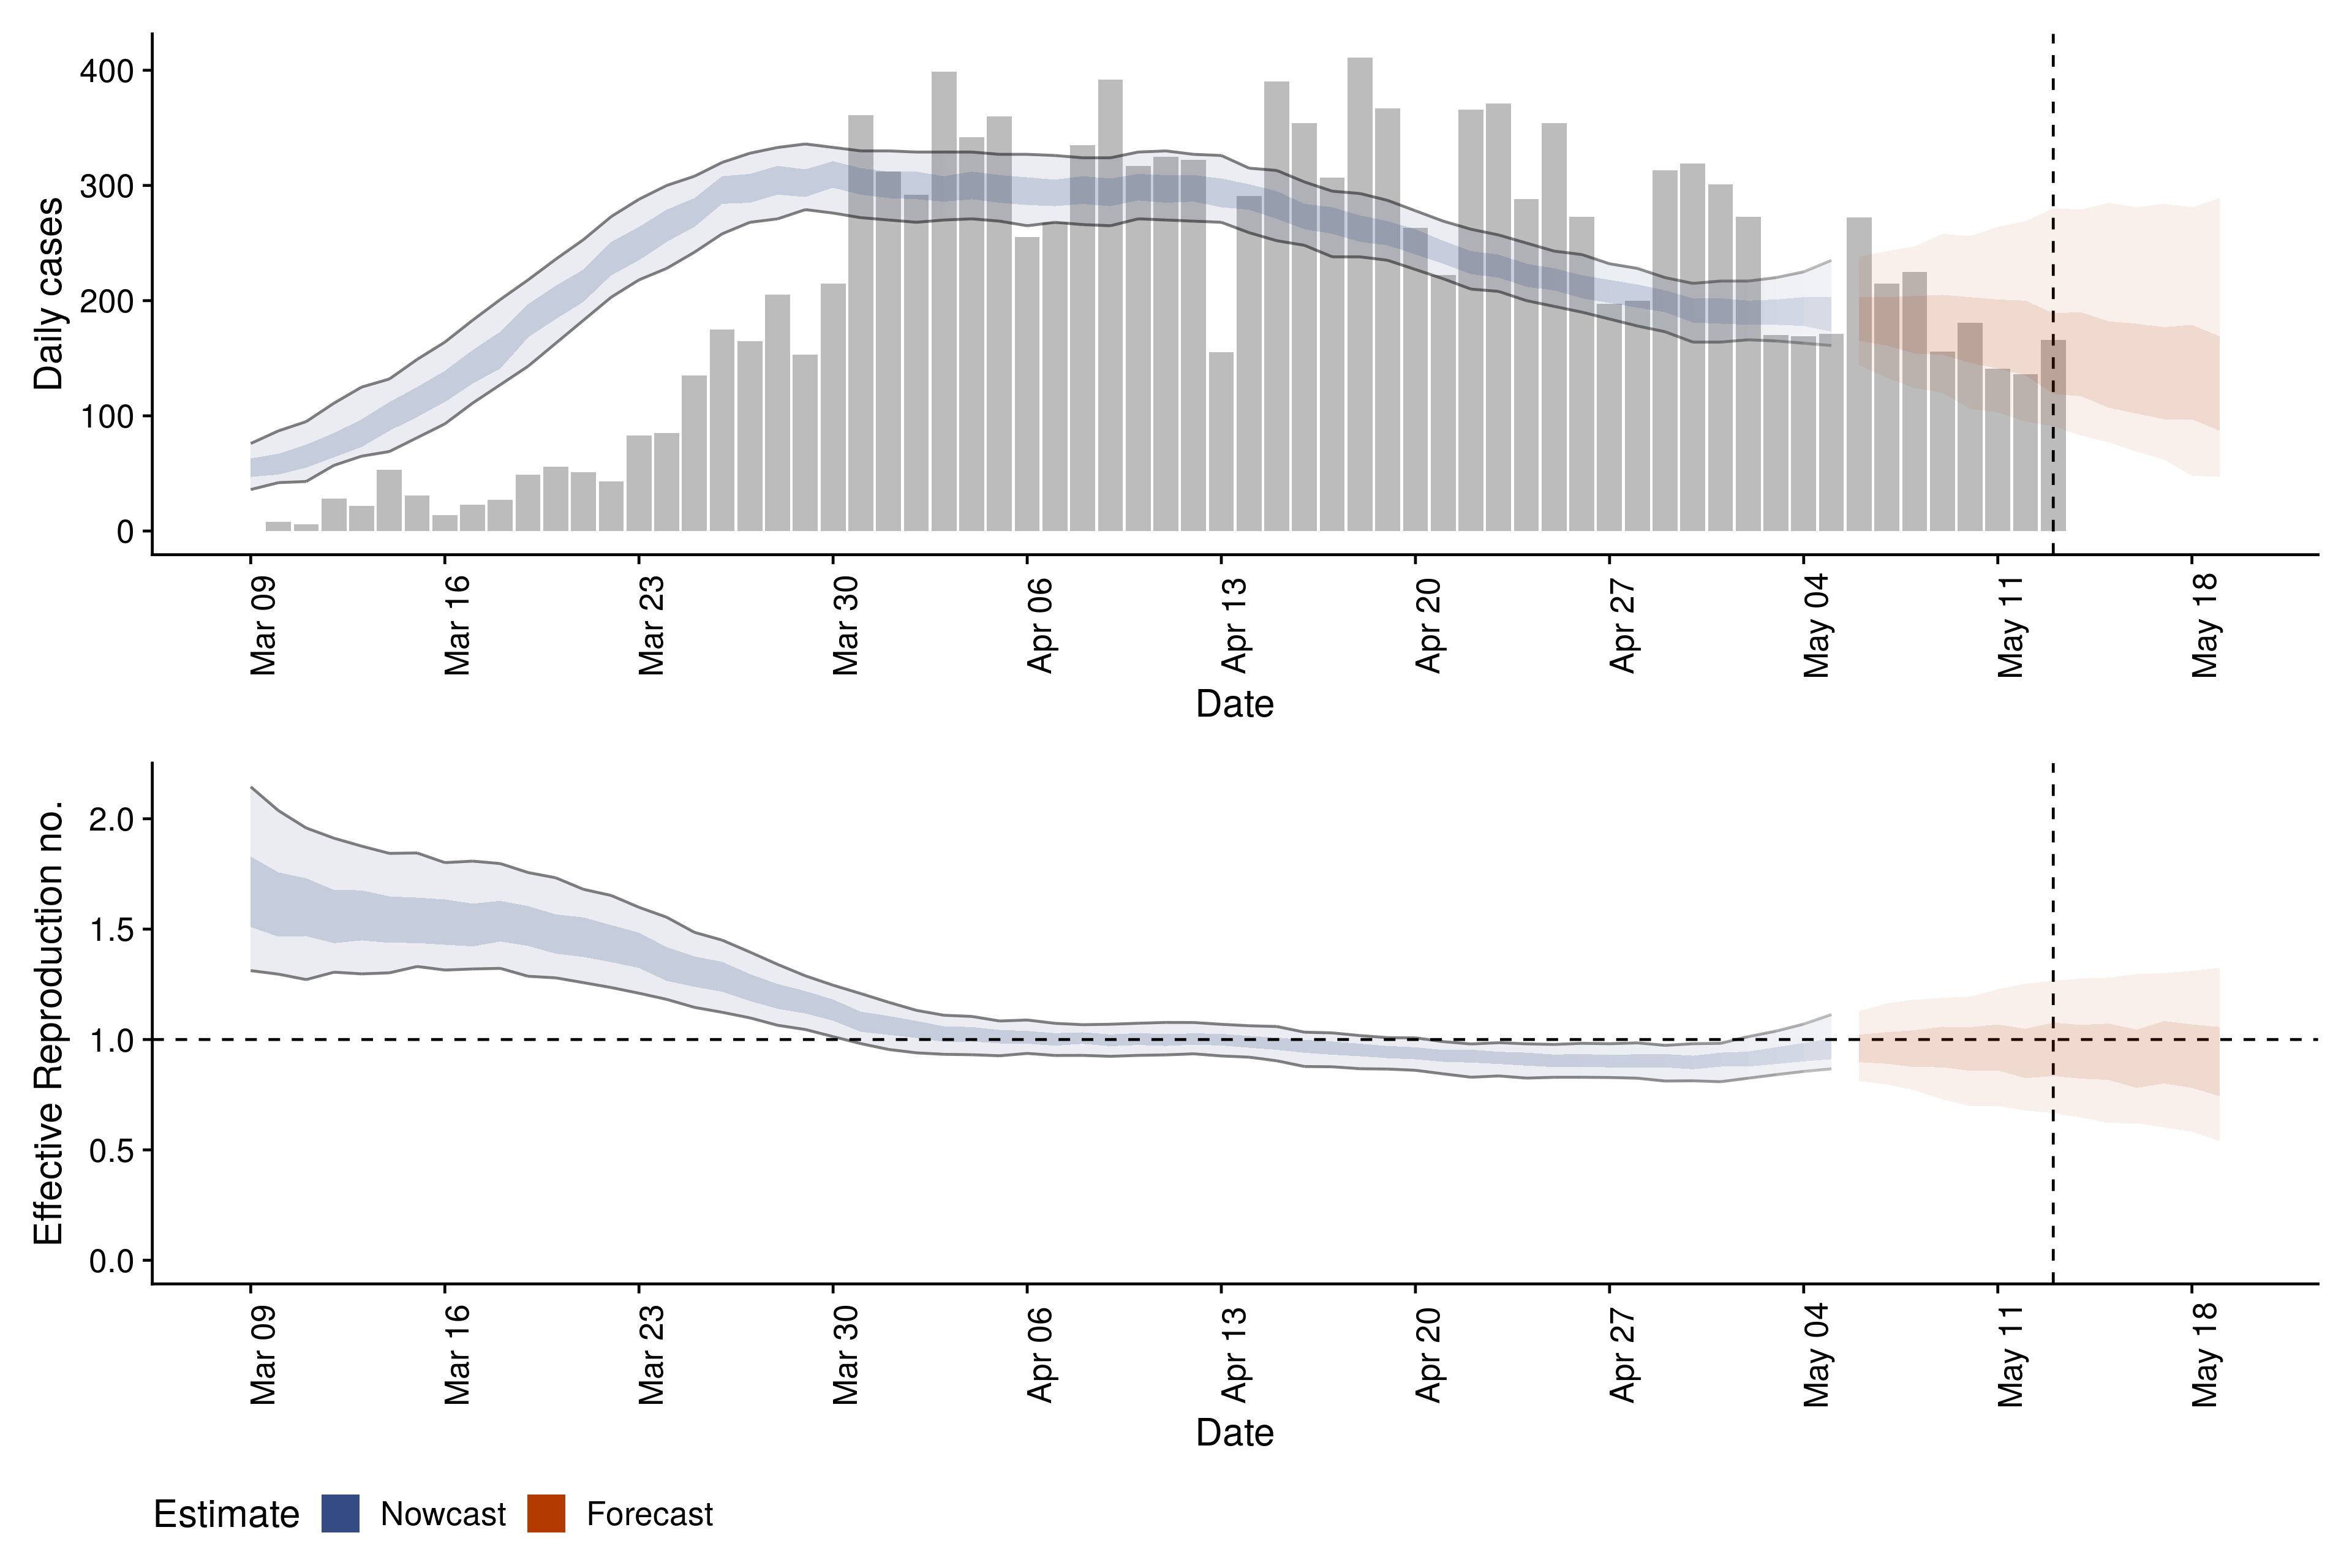 Daily cases
400
300
200
100
0
Mar 09
Mar 16
Mar 23
Mar 30
Apr 06
Apr 13
Apr 20
Apr 27
May 04
May 11
May 18
Date
Effective Reproduction no.
2.0
1.5
1.0
0.5
0.0
Mar 09
Mar 16
Mar 23
Mar 30
Apr 06
Apr 13
Apr 20
Apr 27
May 04
May 11
May 18
Date
Estimate Nowcast Forecast